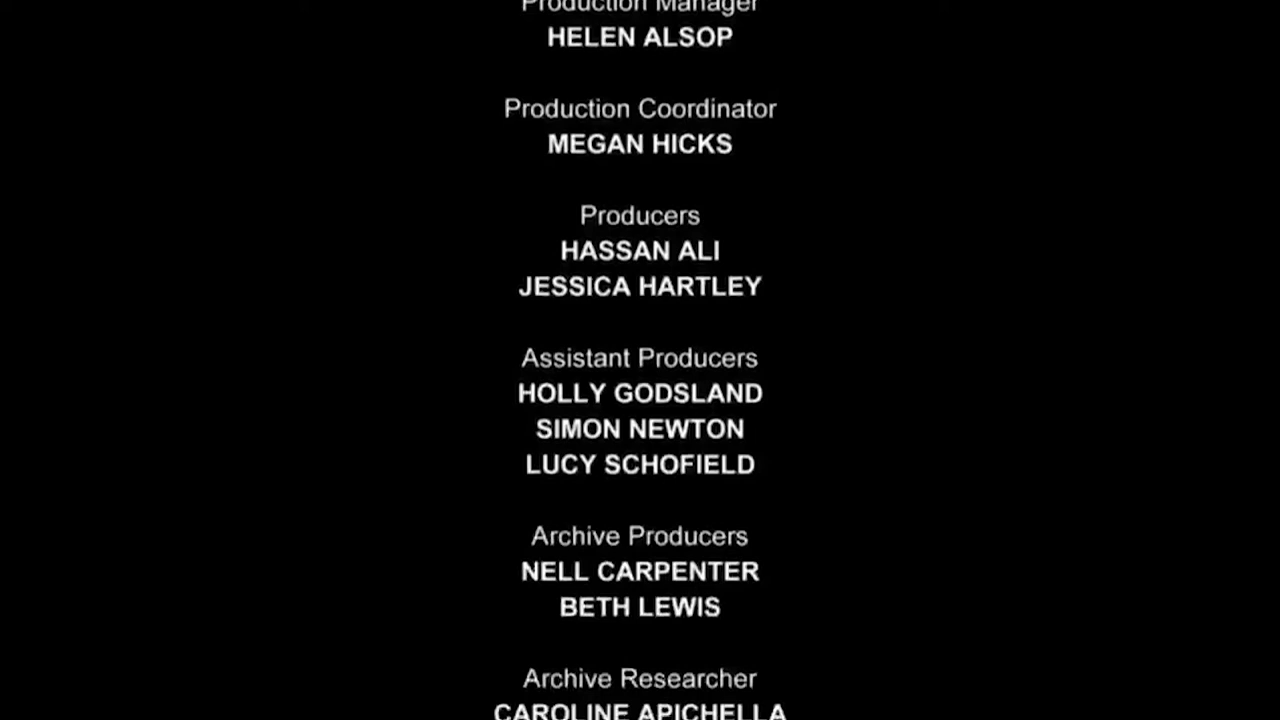 Production Manager
HELEN ALSOP
Production Coordinator
MEGAN HICKS
Producers
HASSAN ALI
JESSICA HARTLEY
Assistant Producers
HOLLY GODSLAND
SIMON NEWTON
LUCY SCHOFIELD
Archive Producers
NELL CARPENTER
BETH LEWIS
Archive Researcher
CAROLINE APICHELLA